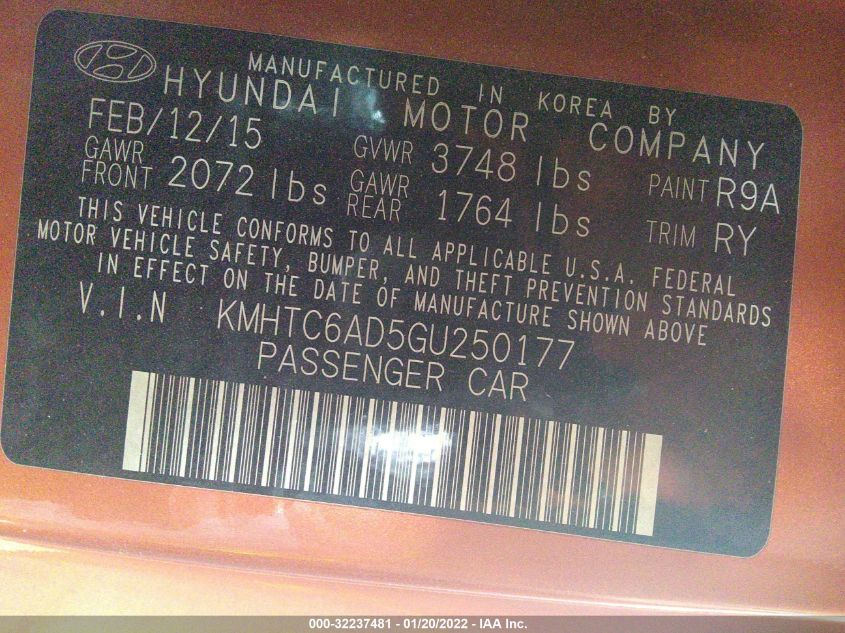 MANUFACTURED IN KOREA BY
HYUNDAI MOTOR COMPANY
FEB/12/15 GVWR 3748 lbs PAINT R9A
GAWR FRONT 2072 lbs GAWR REAR 1764 lbs TRIM RY
THIS VEHICLE CONFORMS TO ALL APPLICABLE U.S.A. FEDERAL
MOTOR VEHICLE SAFETY, BUMPER, AND THEFT PREVENTION STANDARDS
IN EFFECT ON THE DATE OF MANUFACTURE SHOWN ABOVE
V.I.N KMHTC6AD5GU250177
PASSENGER CAR
000-32237481 - 01/20/2022 - IAA Inc.